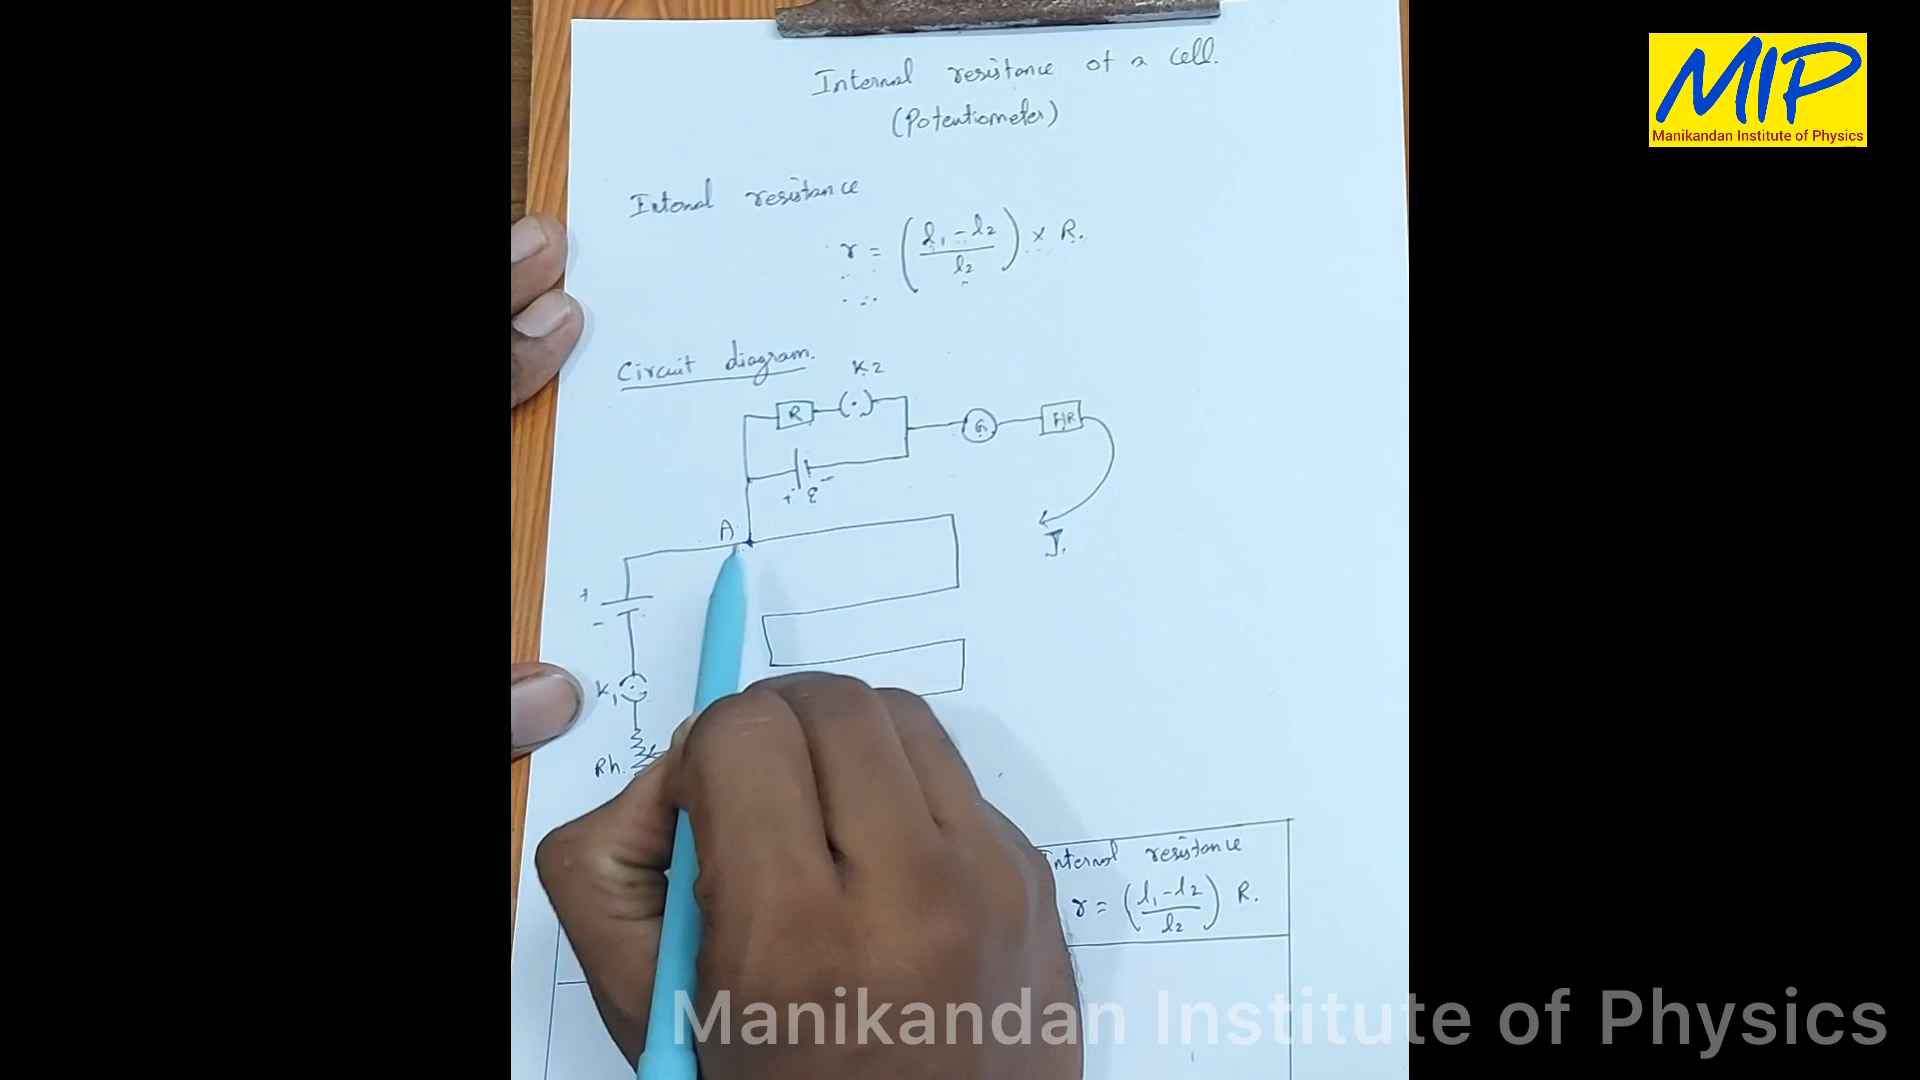 Internal resistance of a cell.
(Potentiometer)
MIP
Manikandan Institute of Physics
Intenal resistance
r = (l₁ - l₂ / l₂) × R.
Circuit diagram.
K2
R (·)
G HR
+ ε -
A
J.
+
-
K₁
Rh.
Internal resistance
r = (l₁ - l₂ / l₂) R.
Manikandan Institute of Physics